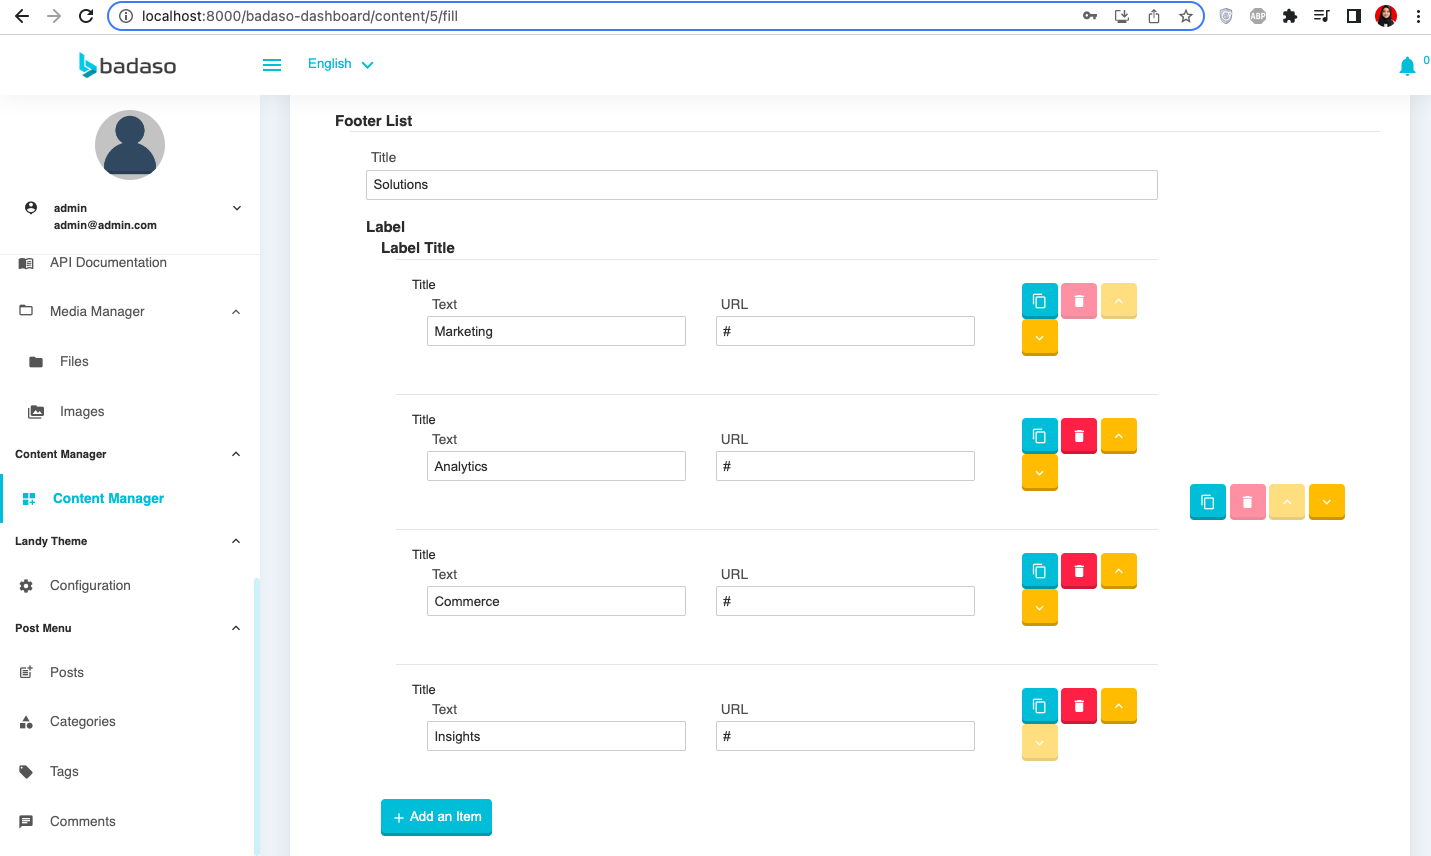 localhost:8000/badaso-dashboard/content/5/fill
ABP
badaso
English
0
admin
admin@admin.com
API Documentation
Media Manager
Files
Images
Content Manager
Content Manager
Landy Theme
Configuration
Post Menu
Posts
Categories
Tags
Comments
Footer List
Title
Solutions
Label
Label Title
Title
Text
URL
Marketing
#
Title
Text
URL
Analytics
#
Title
Text
URL
Commerce
#
Title
Text
URL
Insights
#
+ Add an Item